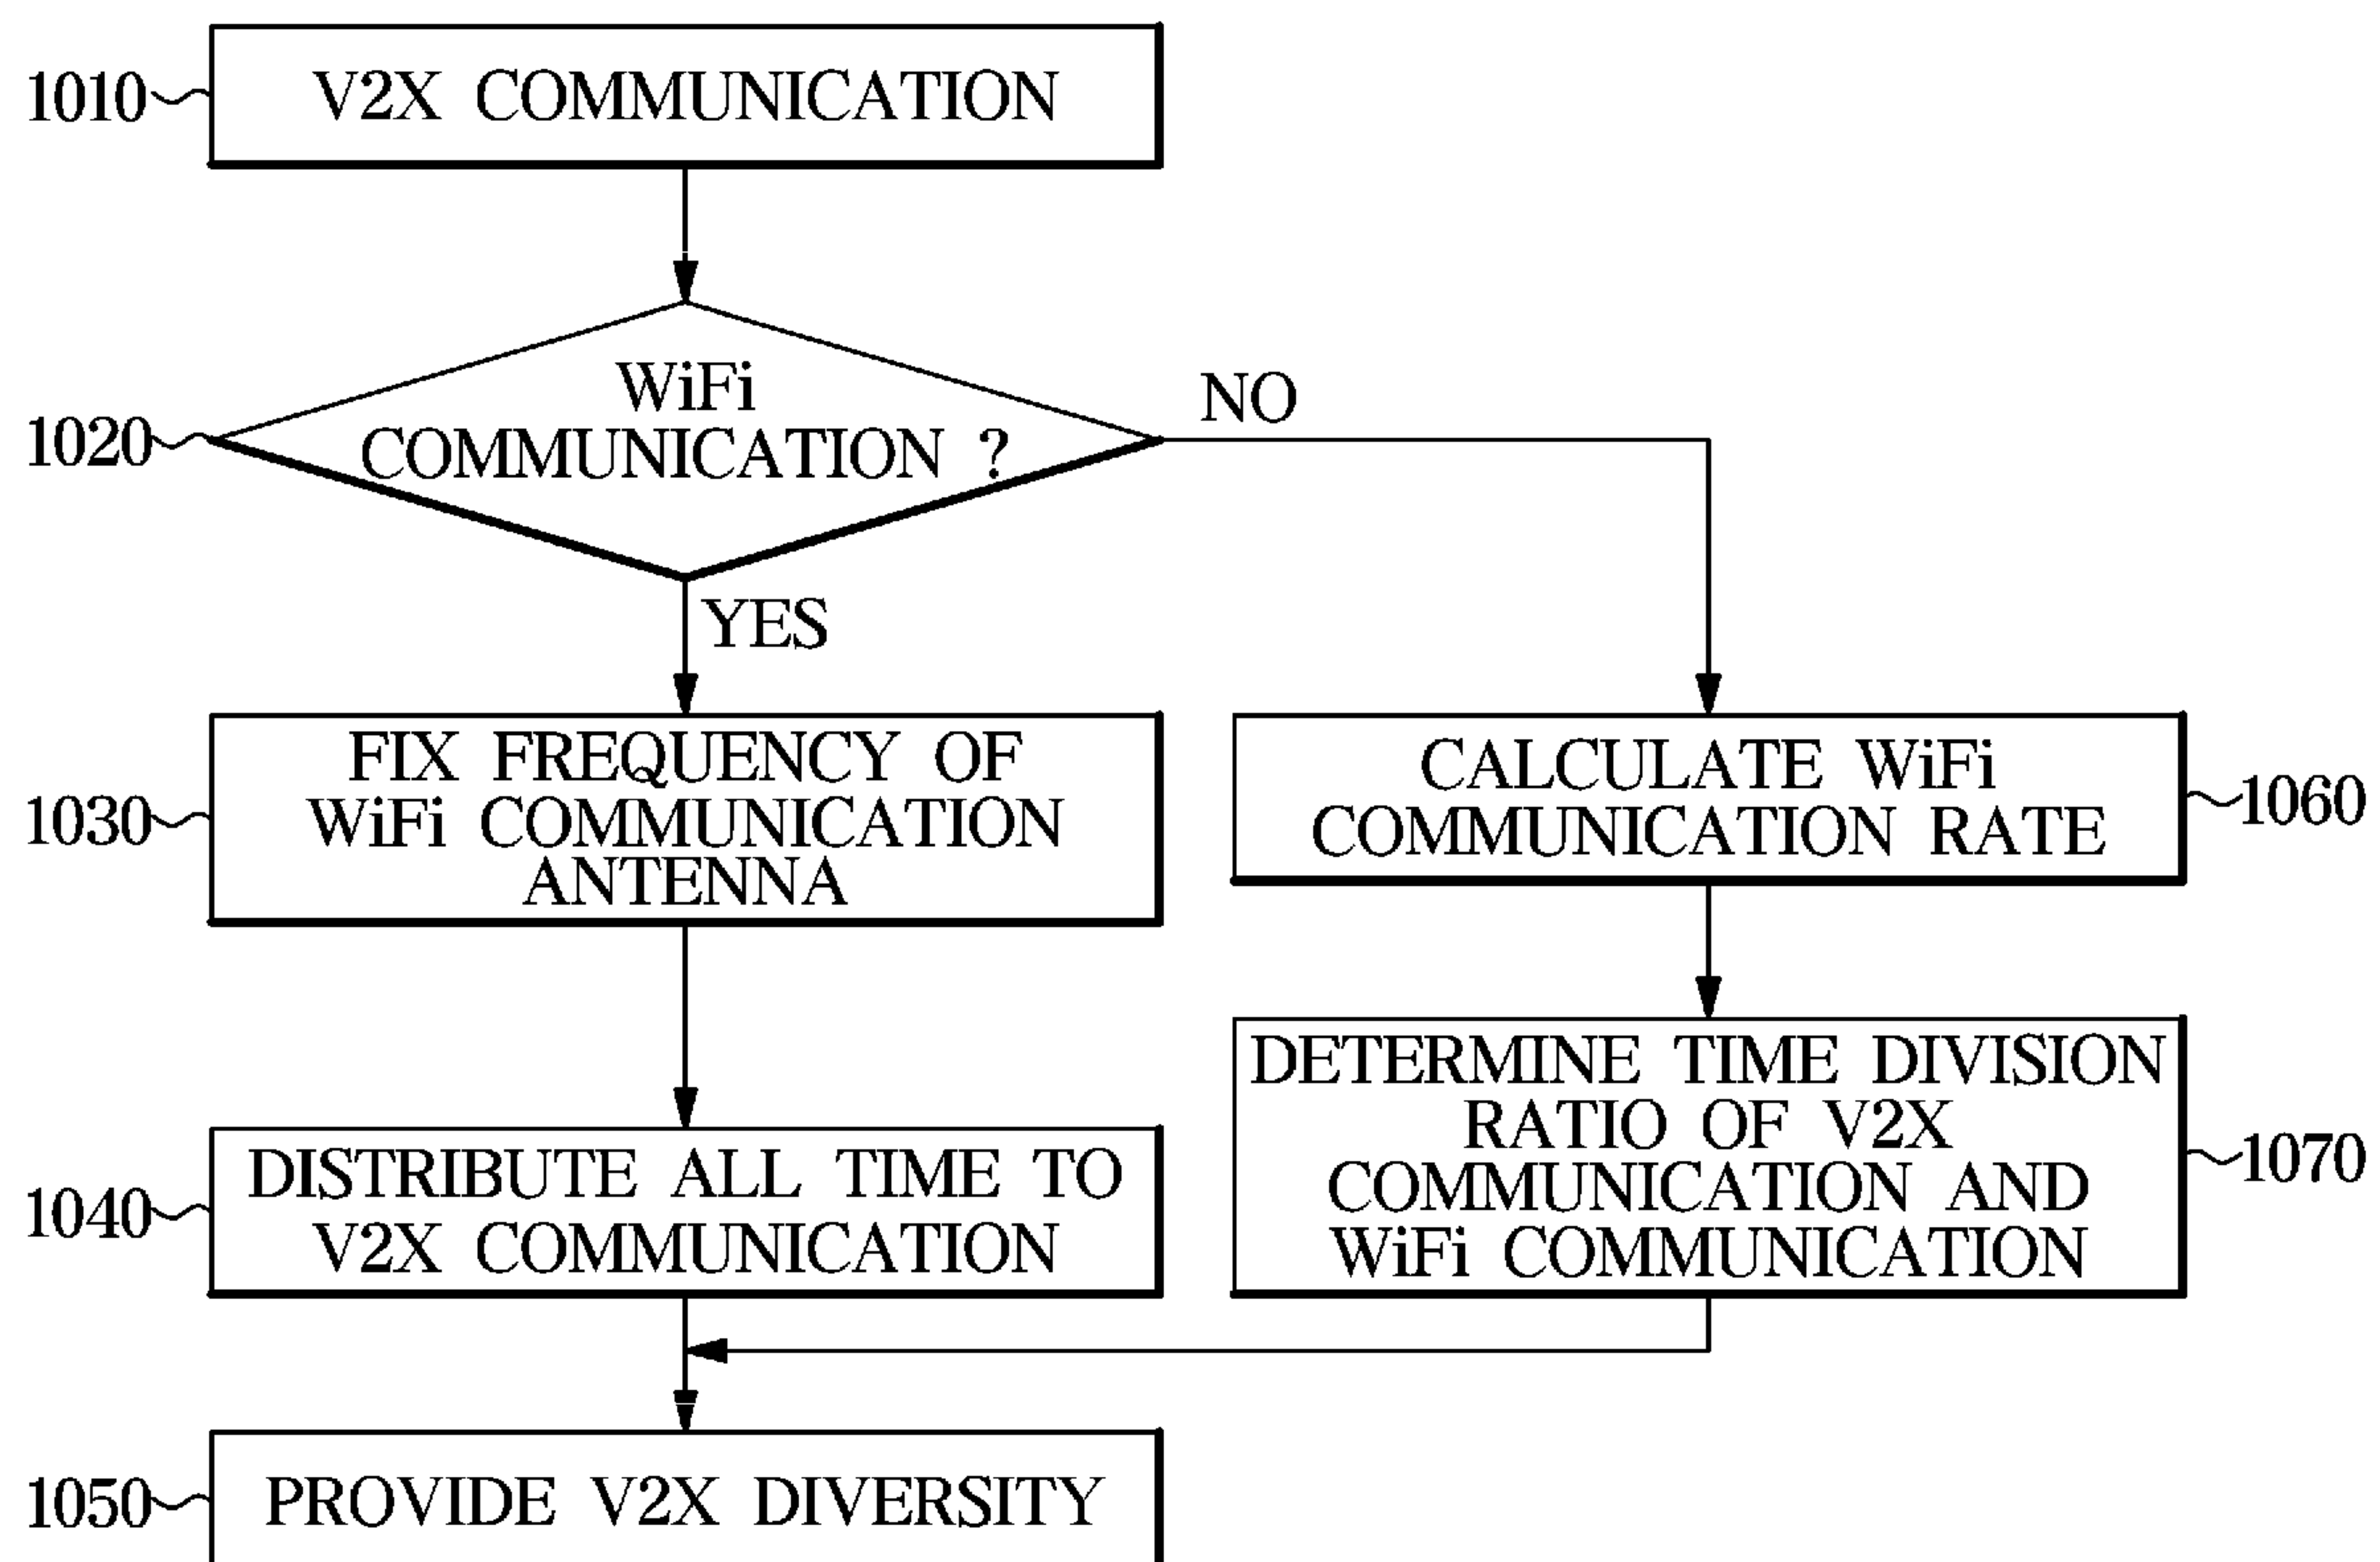 1010
V2X COMMUNICATION
1020
WiFi
COMMUNICATION ?
NO
YES
1030
FIX FREQUENCY OF
WiFi COMMUNICATION
ANTENNA
CALCULATE WiFi
COMMUNICATION RATE
1060
1040
DISTRIBUTE ALL TIME TO
V2X COMMUNICATION
DETERMINE TIME DIVISION
RATIO OF V2X
COMMUNICATION AND
WiFi COMMUNICATION
1070
1050
PROVIDE V2X DIVERSITY